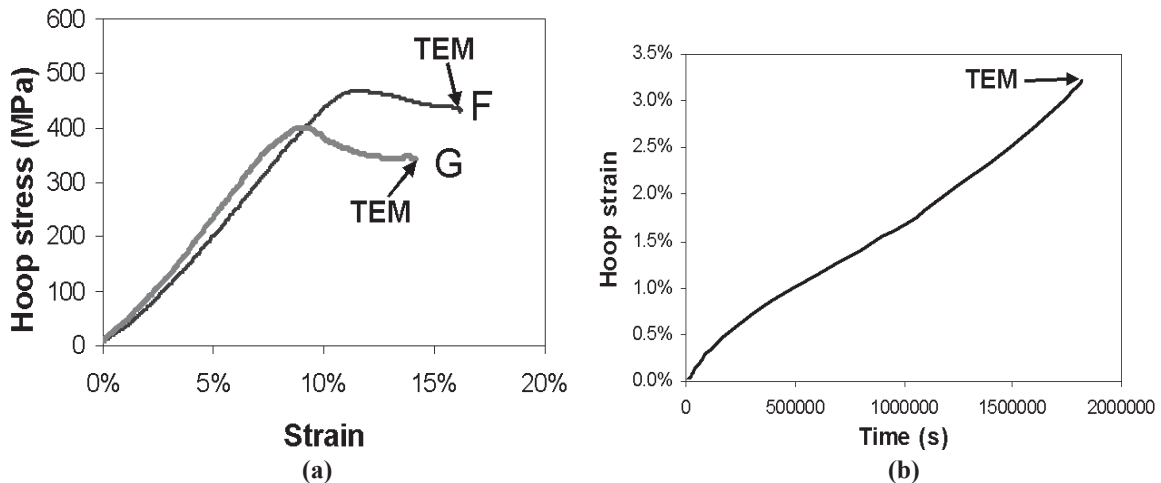 600
500
400
300
200
100
0
Hoop stress (MPa)
TEM
F
G
TEM
0% 5% 10% 15% 20%
Strain
(a)
3.5%
3.0%
2.5%
2.0%
1.5%
1.0%
0.5%
0.0%
Hoop strain
TEM
0 500000 1000000 1500000 2000000
Time (s)
(b)